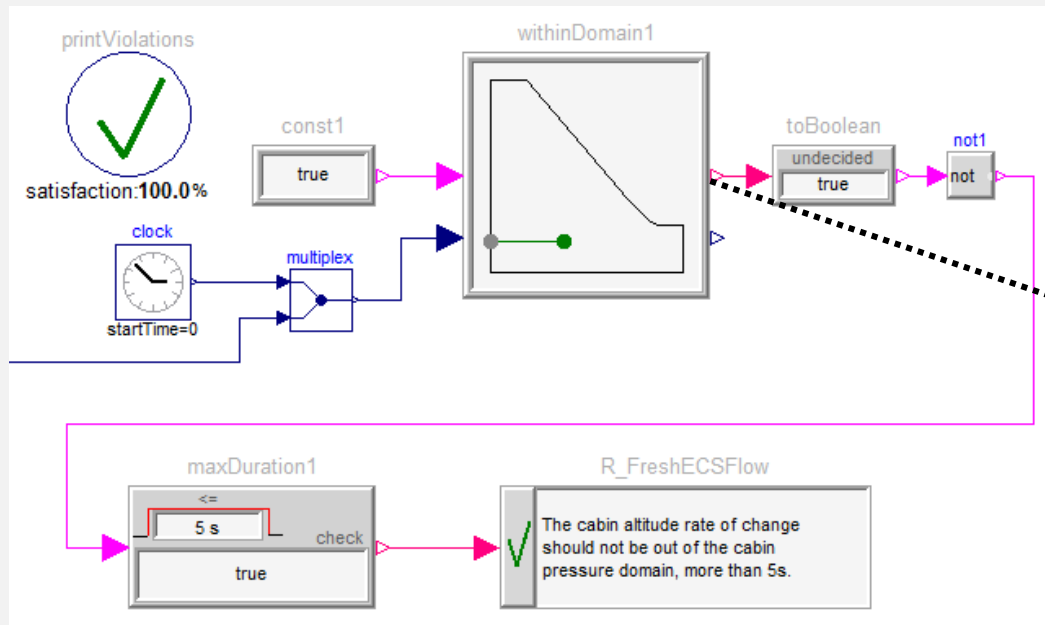 printViolations
withinDomain1
const1
true
toBoolean
undecided
true
not1
not
satisfaction:100.0%
clock
startTime=0
multiplex
maxDuration1
<=
5 s
check
true
R_FreshECSFlow
The cabin altitude rate of change
should not be out of the cabin
pressure domain, more than 5s.